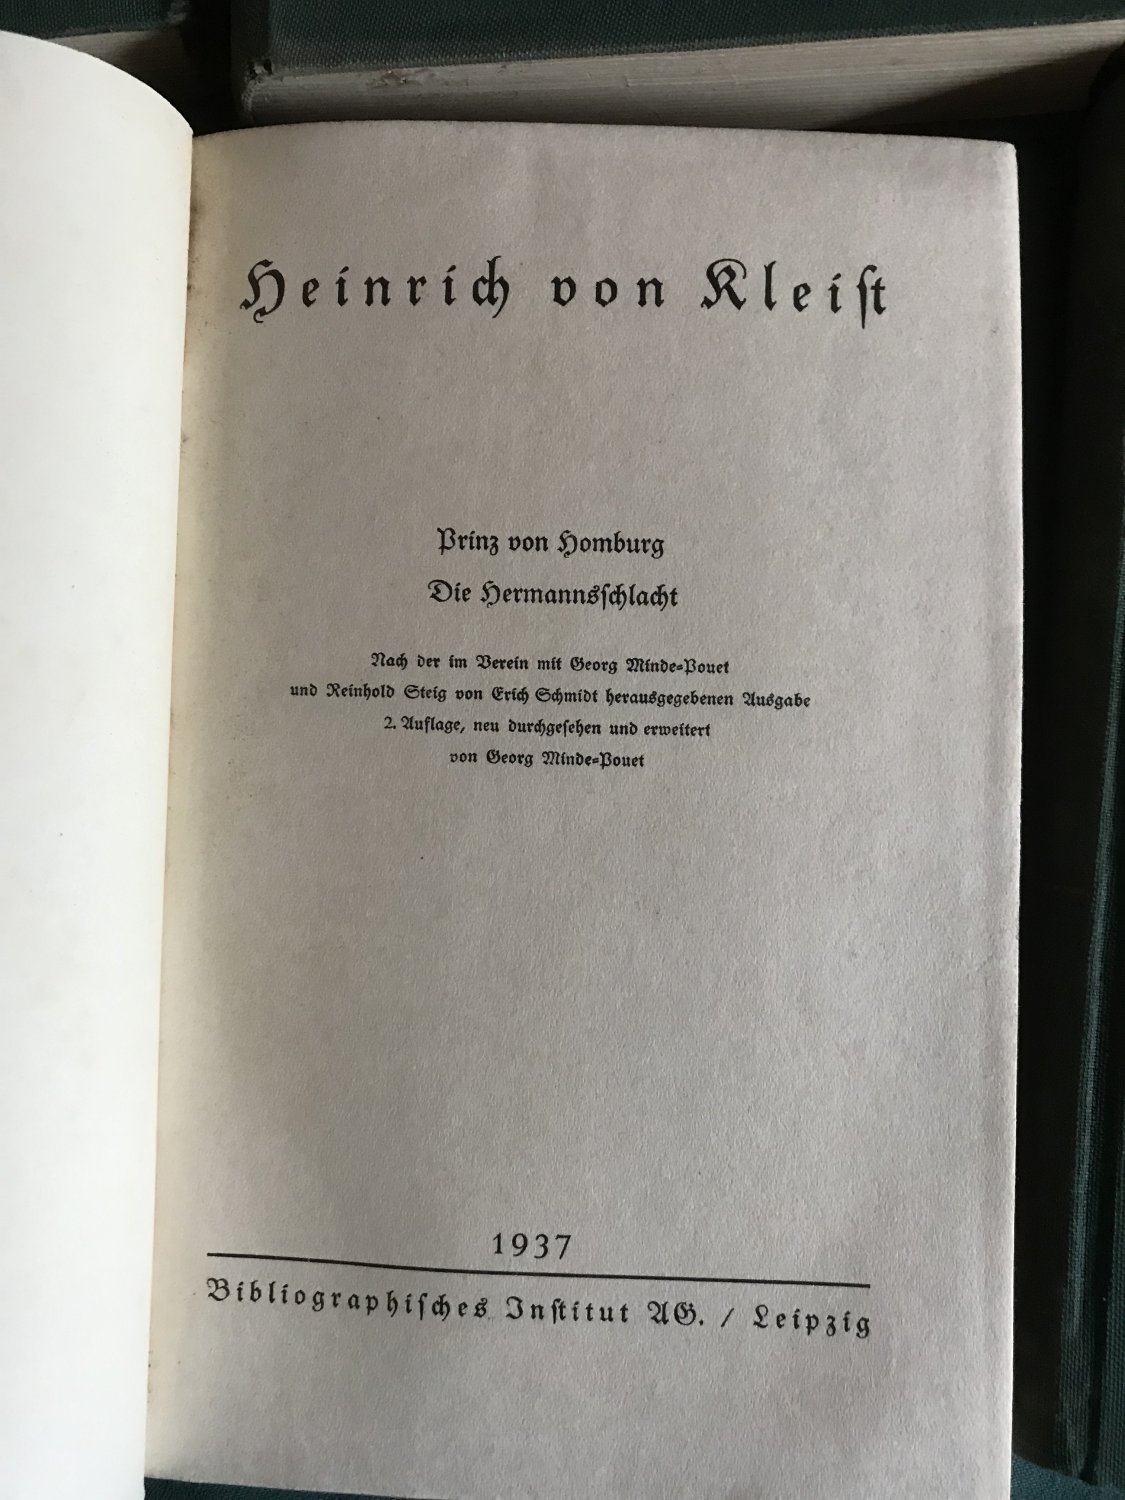 Heinrich von Kleiſt
Prinz von Homburg
Die Hermannsſchlacht
Nach der im Verein mit Georg Minde-Pouet
und Reinhold Steig von Erich Schmidt herausgegebenen Ausgabe
2. Auflage, neu durchgeſehen und erweitert
von Georg Minde-Pouet
1937
Bibliographiſches Inſtitut AG. / Leipzig